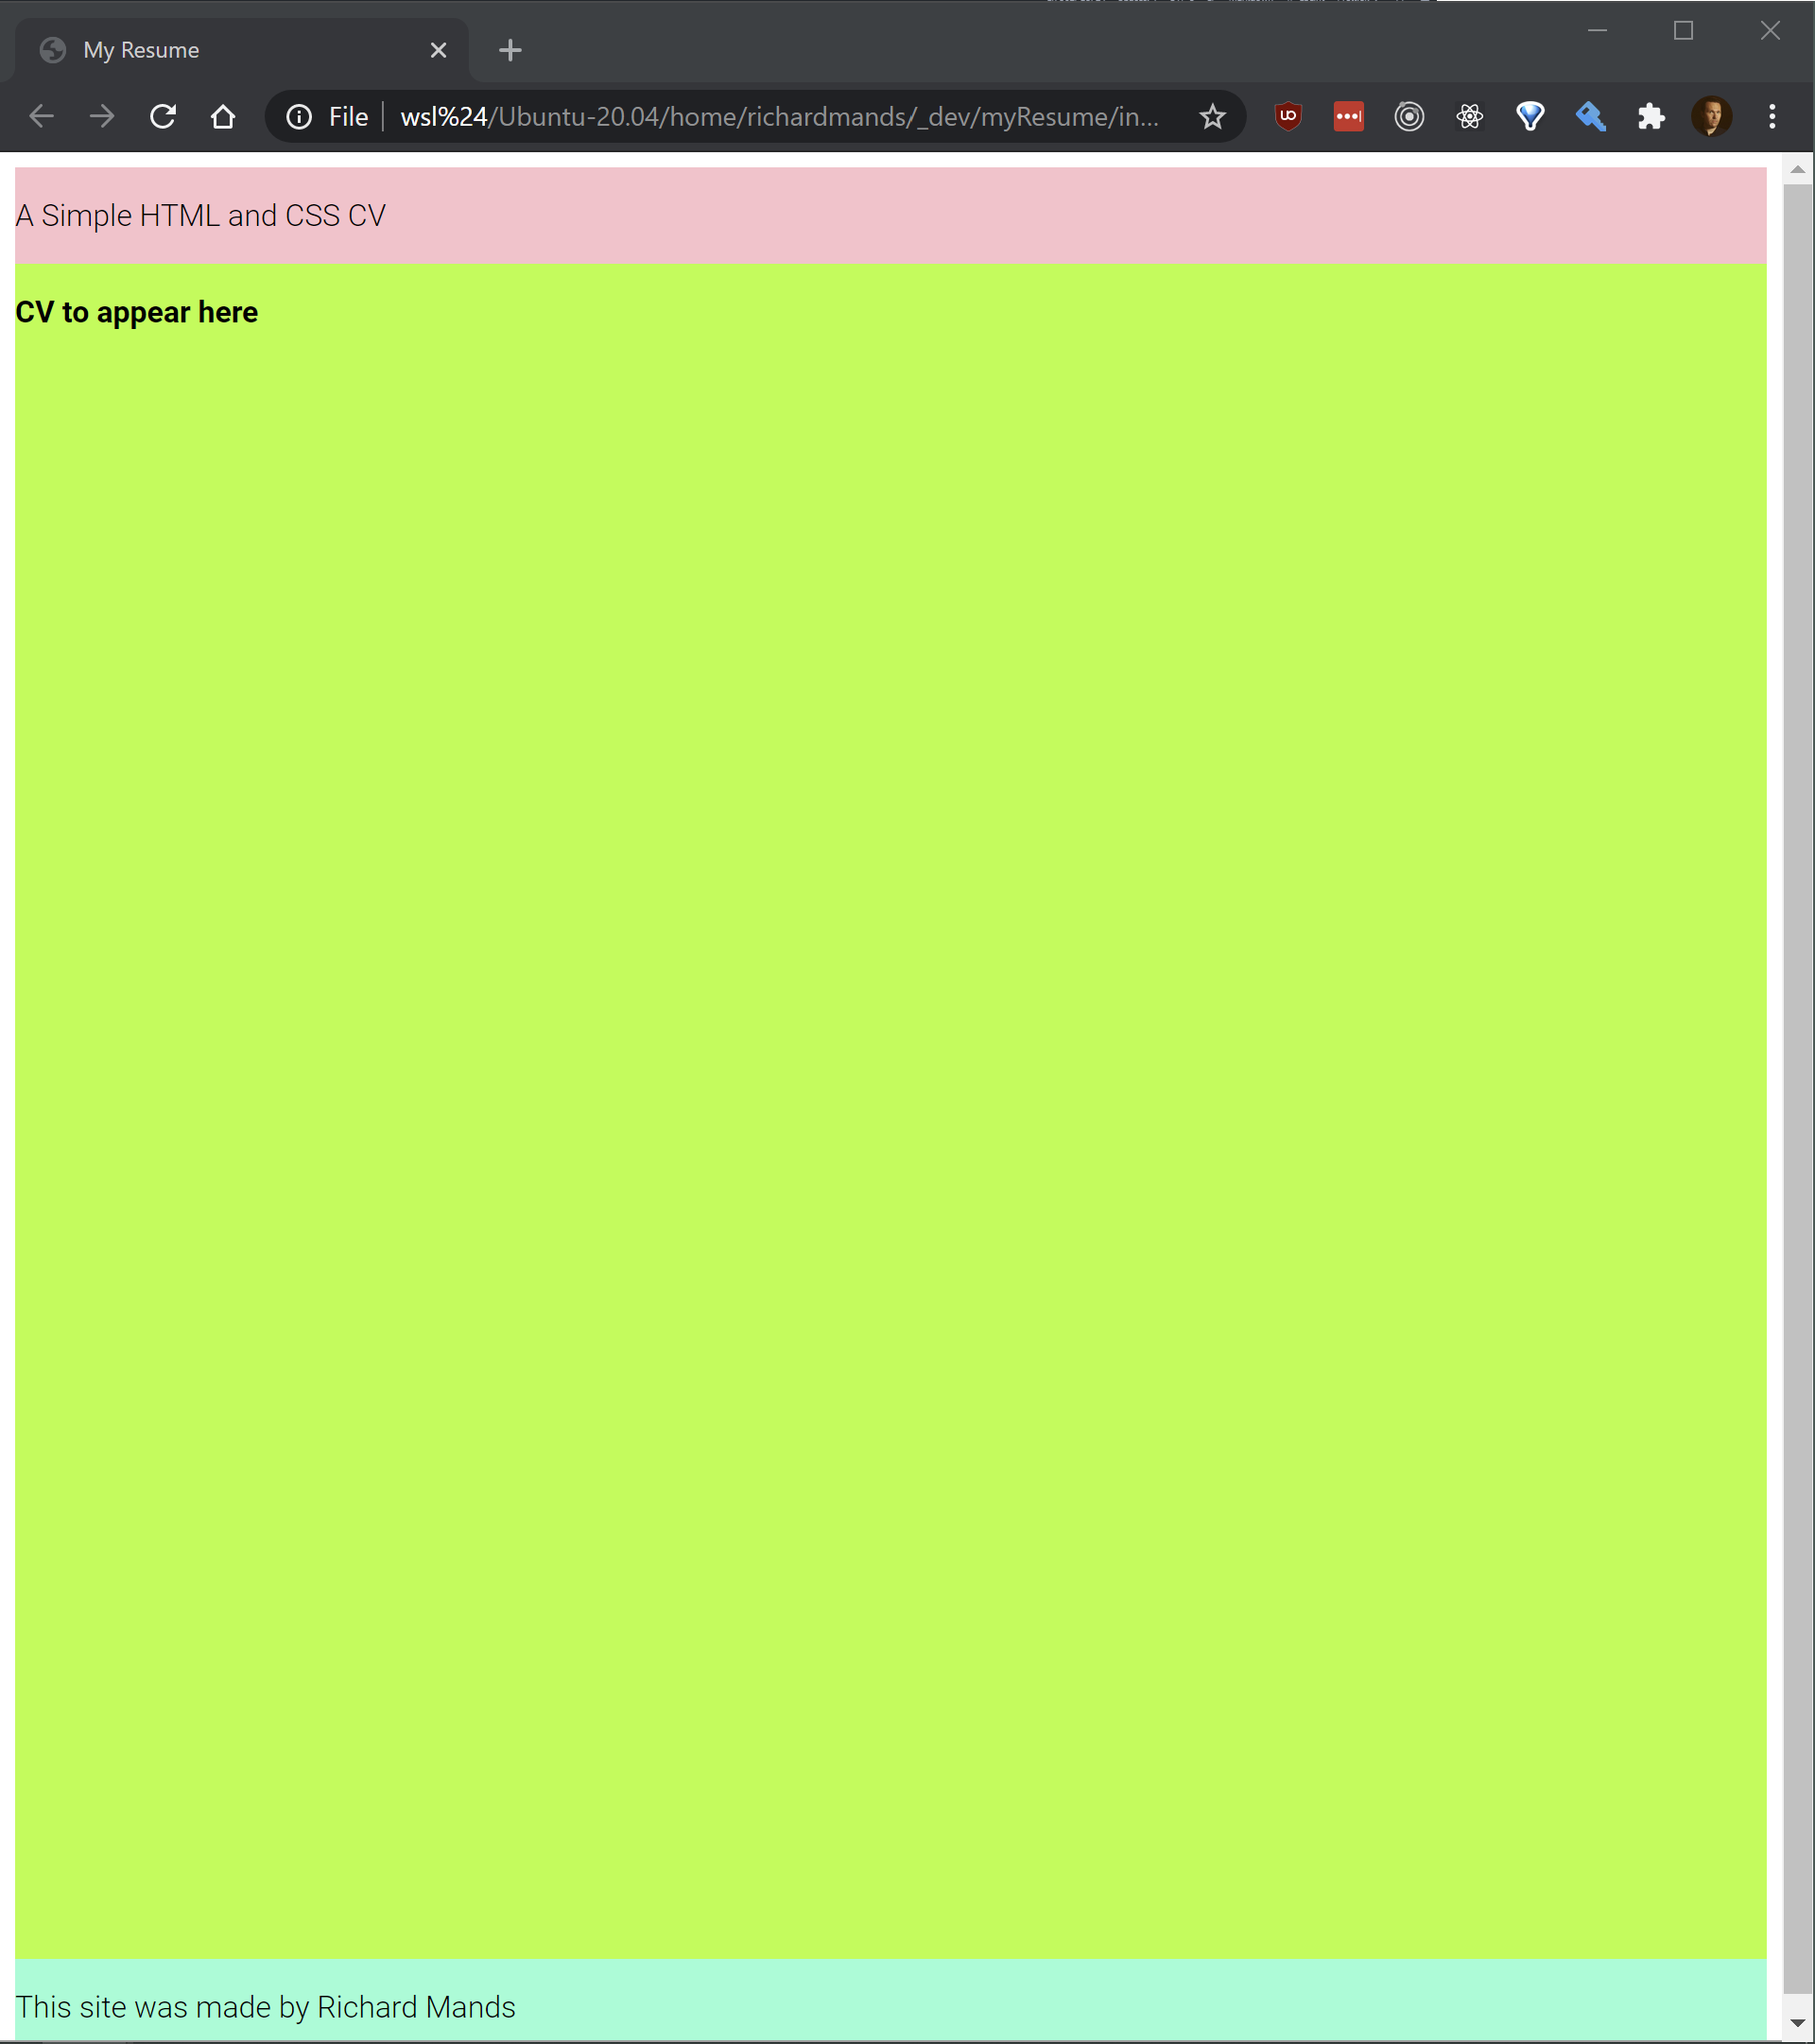 My Resume
File wsl%24/Ubuntu-20.04/home/richardmands/_dev/myResume/in...
A Simple HTML and CSS CV
CV to appear here
This site was made by Richard Mands